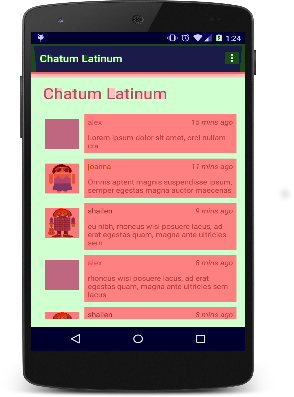 1:24
Chatum Latinum
Chatum Latinum
alex 15 mins ago
Lorem ipsum dolor sit amet, orci nullam
cra
joanna 11 mins ago
Omnis aptent magnis suspendisse ipsum,
semper egestas magna auctor maecenas
shailen 9 mins ago
eu nibh, rhoncus wisi posuere lacus, ad
erat egestas quam, magna ante ultricies
sem
alex 8 mins ago
rhoncus wisi posuere lacus, ad erat
egestas quam, magna ante ultricies sem
lacus
shailen 8 mins ago